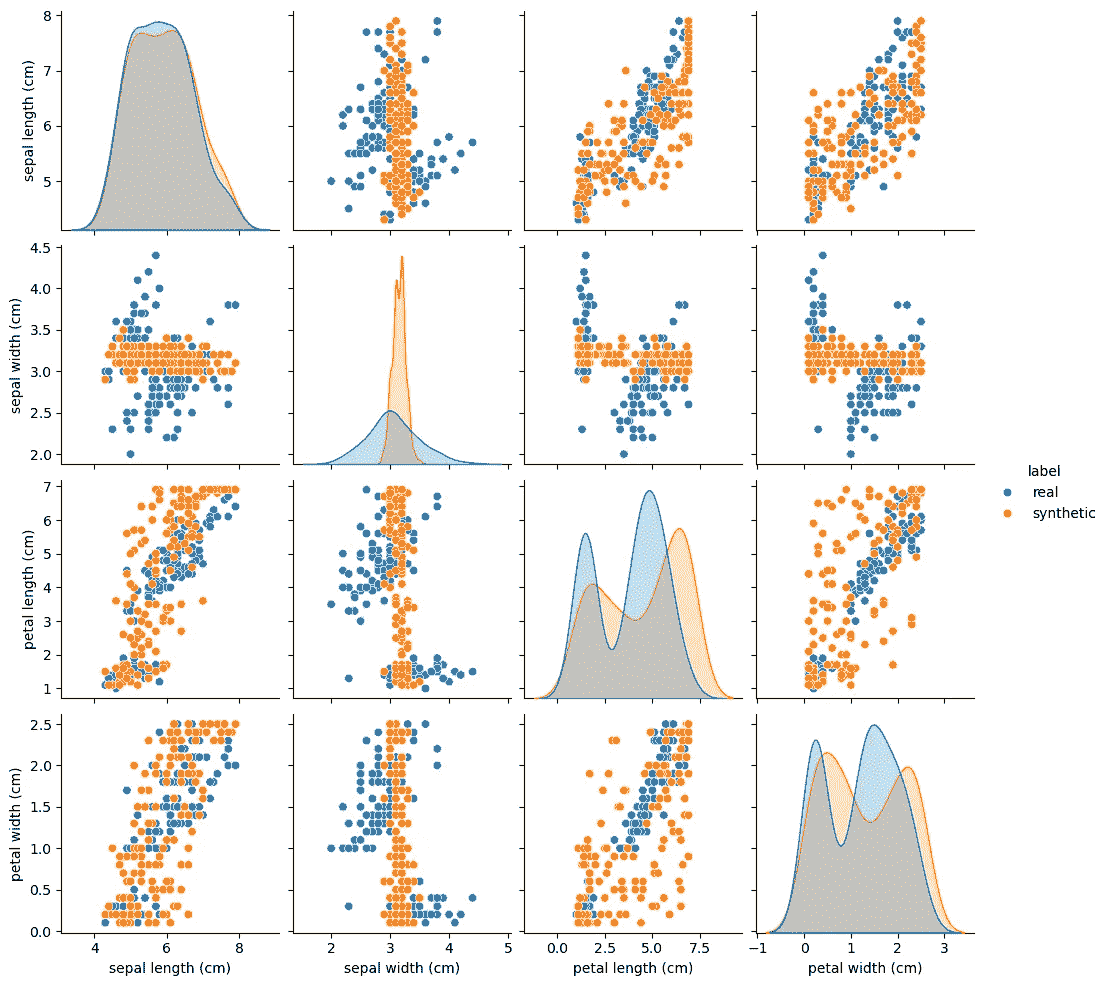 8
7
6
5
sepal length (cm)
4.5
4.0
3.5
3.0
2.5
2.0
sepal width (cm)
label
real
synthetic
7
6
5
4
3
2
1
petal length (cm)
2.5
2.0
1.5
1.0
0.5
0.0
petal width (cm)
4 6 8
2 3 4 5
0.0 2.5 5.0 7.5
−1 0 1 2 3
sepal length (cm)
sepal width (cm)
petal length (cm)
petal width (cm)